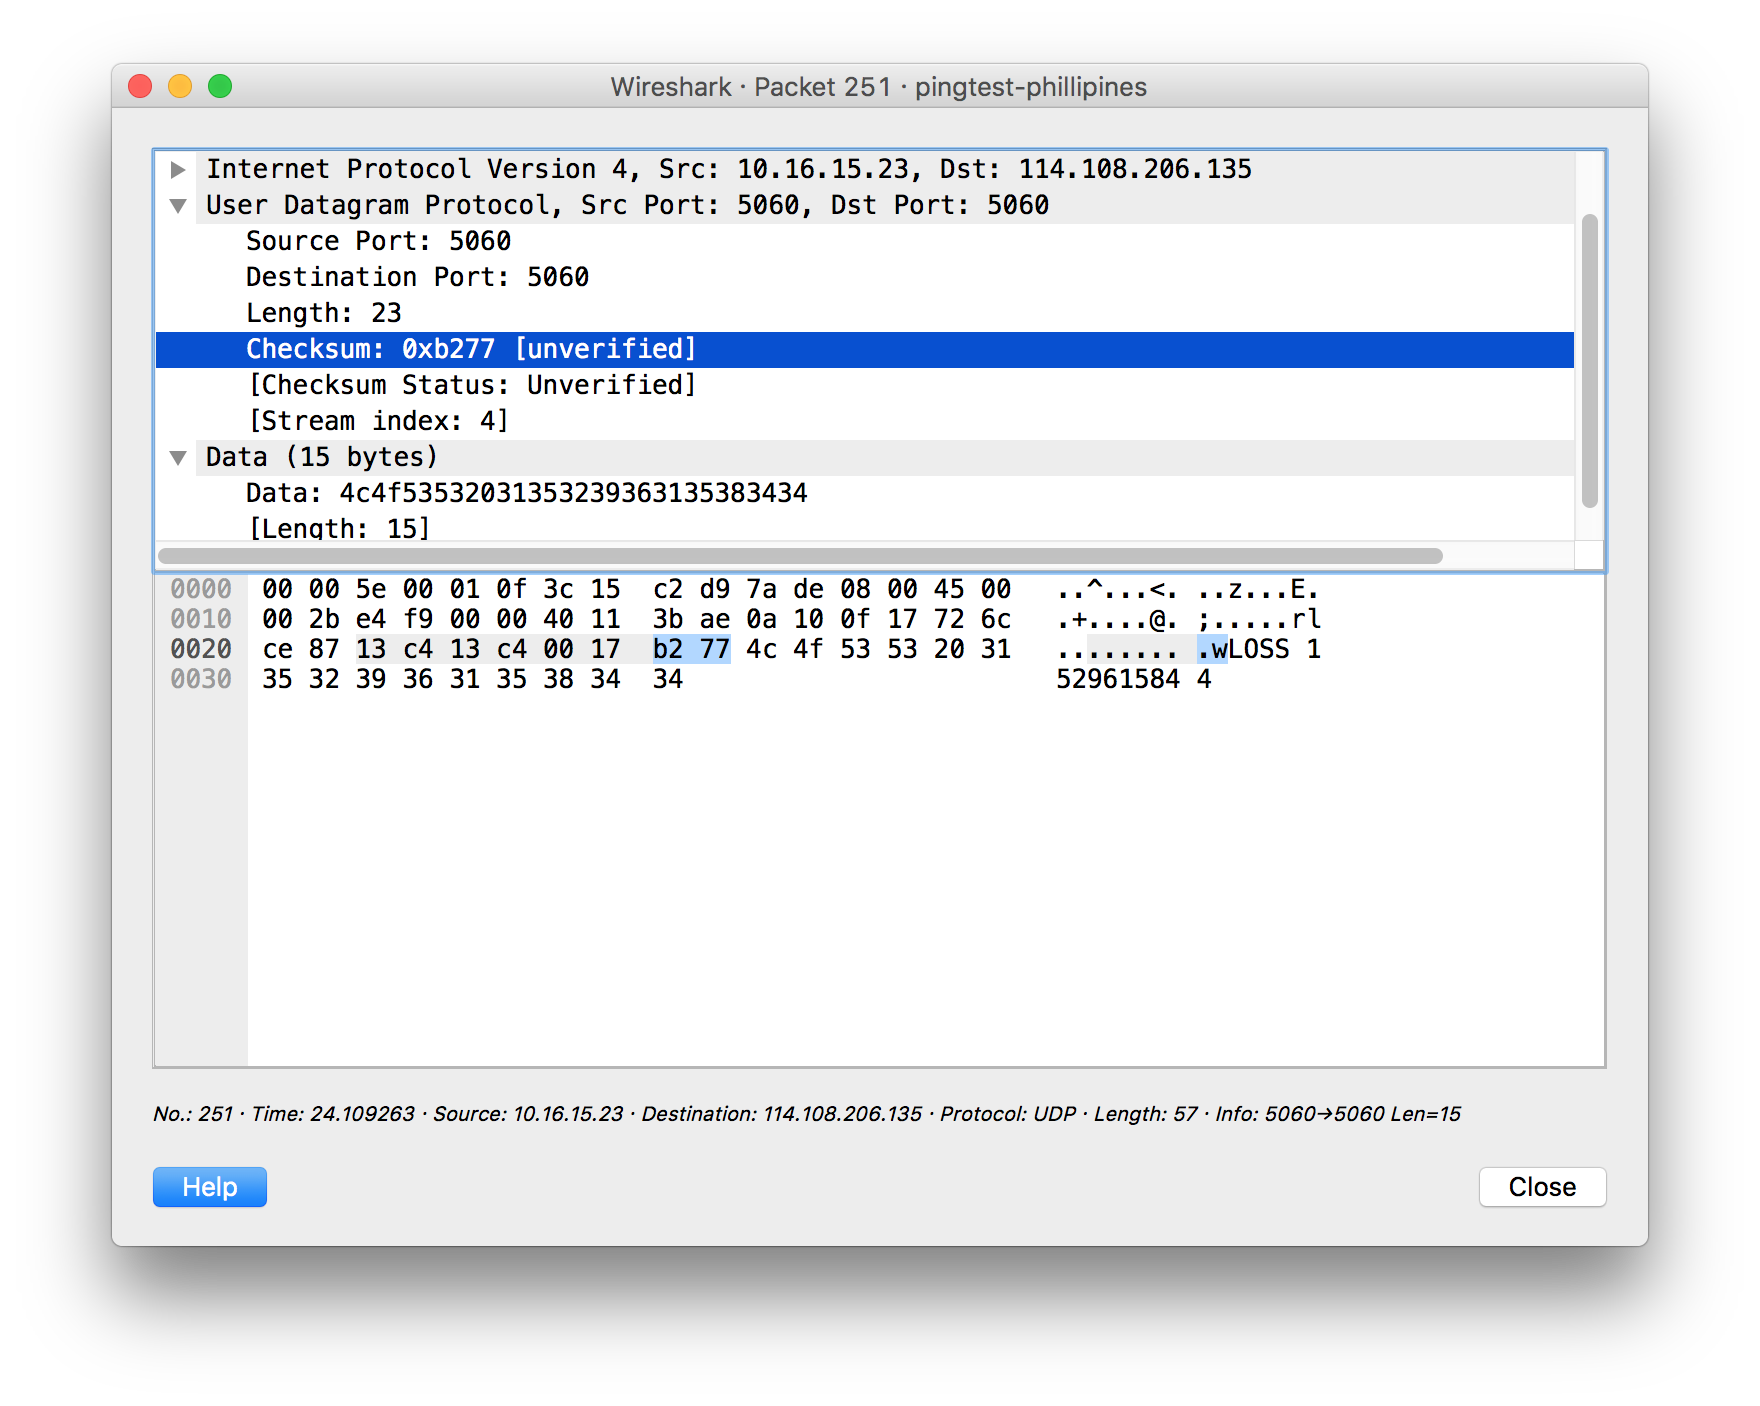 Wireshark · Packet 251 · pingtest-phillipines
Internet Protocol Version 4, Src: 10.16.15.23, Dst: 114.108.206.135
User Datagram Protocol, Src Port: 5060, Dst Port: 5060
Source Port: 5060
Destination Port: 5060
Length: 23
Checksum: 0xb277 [unverified]
[Checksum Status: Unverified]
[Stream index: 4]
Data (15 bytes)
Data: 4c4f535320313532393631353834​34
[Length: 15]
0000 00 00 5e 00 01 0f 3c 15 c2 d9 7a de 08 00 45 00 ..^...<. ..z...E.
0010 00 2b e4 f9 00 00 40 11 3b ae 0a 10 0f 17 72 6c .+....@. ;.....rl
0020 ce 87 13 c4 13 c4 00 17 b2 77 4c 4f 53 53 20 31 ........ .wLOSS 1
0030 35 32 39 36 31 35 38 34 34 52961584 4
No.: 251 · Time: 24.109263 · Source: 10.16.15.23 · Destination: 114.108.206.135 · Protocol: UDP · Length: 57 · Info: 5060→5060 Len=15
Help
Close